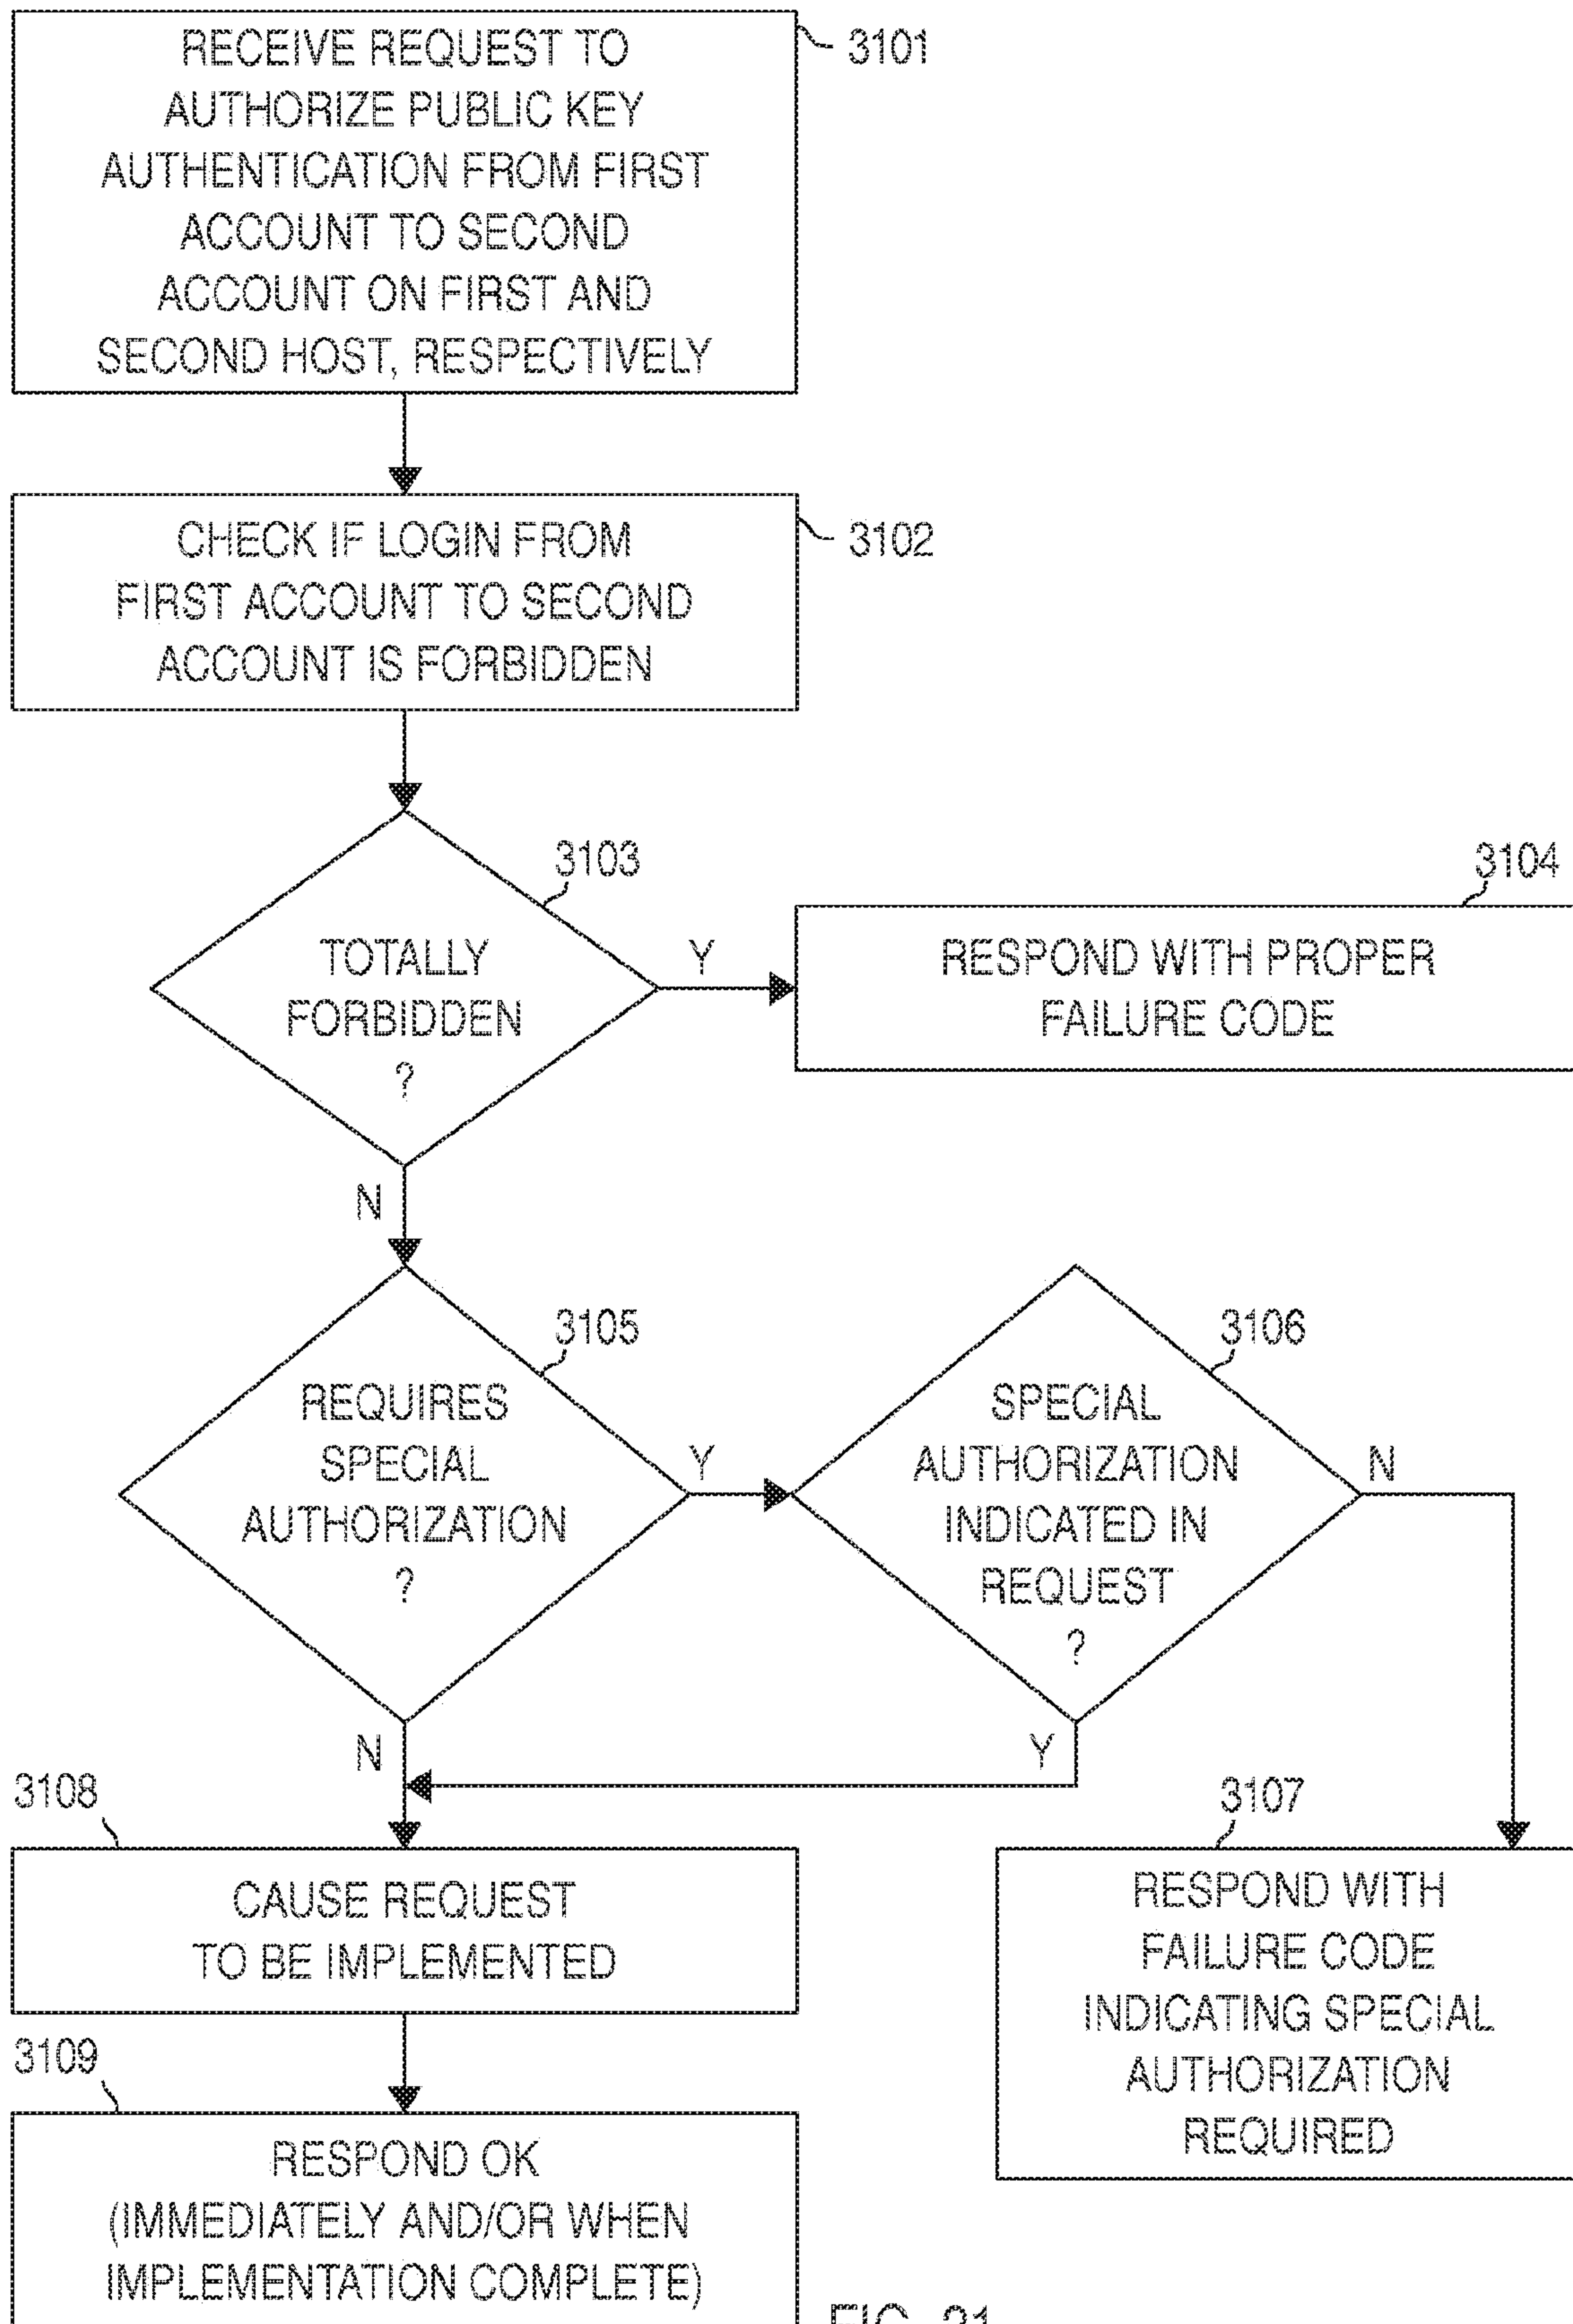 RECEIVE REQUEST TO
AUTHORIZE PUBLIC KEY
AUTHENTICATION FROM FIRST
ACCOUNT TO SECOND
ACCOUNT ON FIRST AND
SECOND HOST, RESPECTIVELY
3101
CHECK IF LOGIN FROM
FIRST ACCOUNT TO SECOND
ACCOUNT IS FORBIDDEN
3102
3103
TOTALLY
FORBIDDEN
?
Y
3104
RESPOND WITH PROPER
FAILURE CODE
N
3105
REQUIRES
SPECIAL
AUTHORIZATION
?
Y
3106
SPECIAL
AUTHORIZATION
INDICATED IN
REQUEST
?
N
N
Y
3108
CAUSE REQUEST
TO BE IMPLEMENTED
3107
RESPOND WITH
FAILURE CODE
INDICATING SPECIAL
AUTHORIZATION
REQUIRED
3109
RESPOND OK
(IMMEDIATELY AND/OR WHEN
IMPLEMENTATION COMPLETE)
FIG. 31